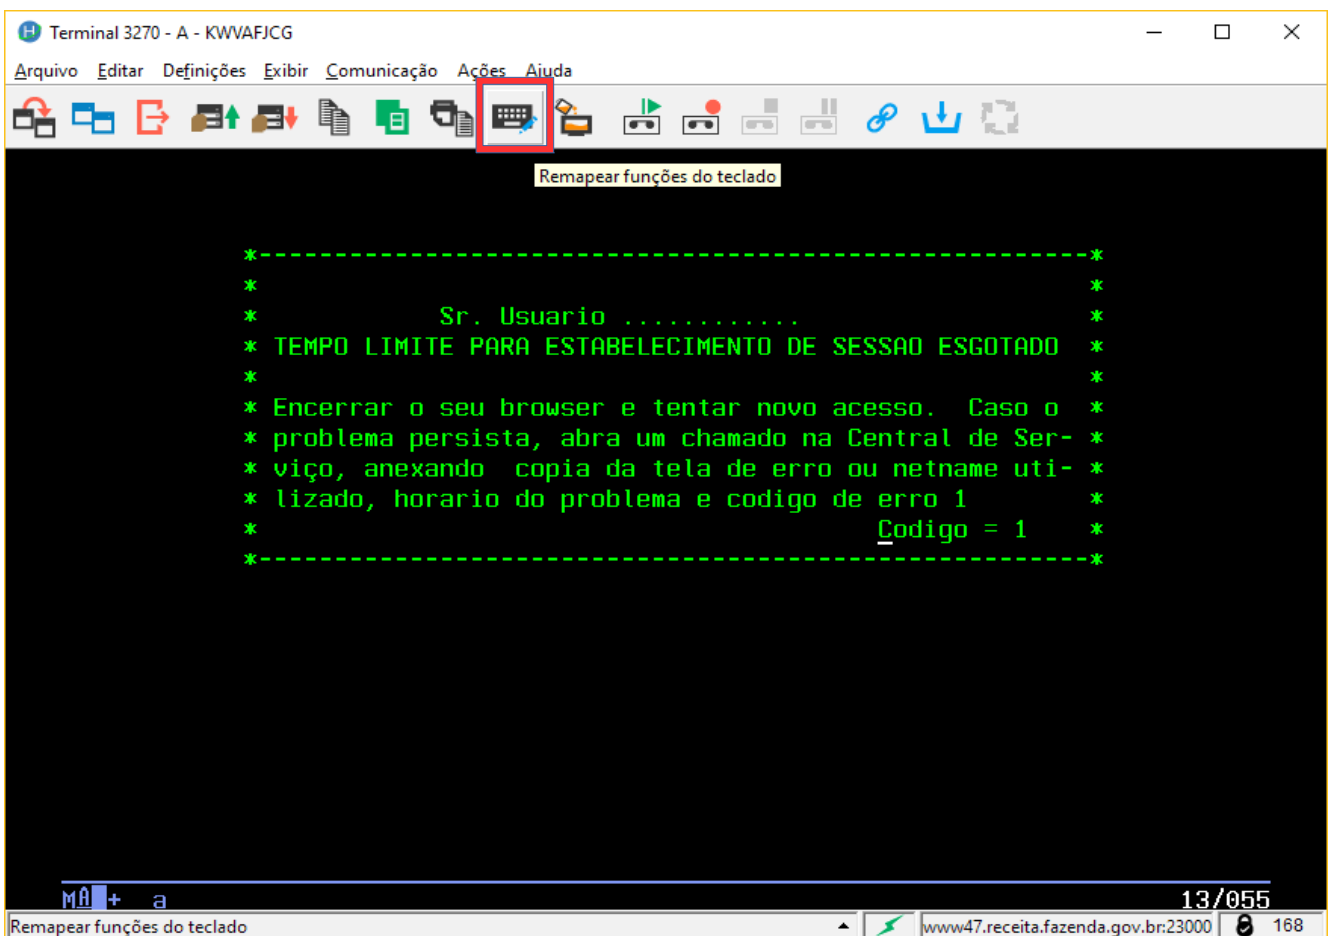 Terminal 3270 - A - KWVAFJCG
Arquivo Editar Definições Exibir Comunicação Ações Ajuda
Remapear funções do teclado
*--------------------------------------------------------*
* *
* Sr. Usuario ............ *
* TEMPO LIMITE PARA ESTABELECIMENTO DE SESSAO ESGOTADO *
* *
* Encerrar o seu browser e tentar novo acesso. Caso o *
* problema persista, abra um chamado na Central de Ser- *
* viço, anexando copia da tela de erro ou netname uti- *
* lizado, horario do problema e codigo de erro 1 *
* Codigo = 1 *
*--------------------------------------------------------*
MA + a 13/055
Remapear funções do teclado www47.receita.fazenda.gov.br:23000 168